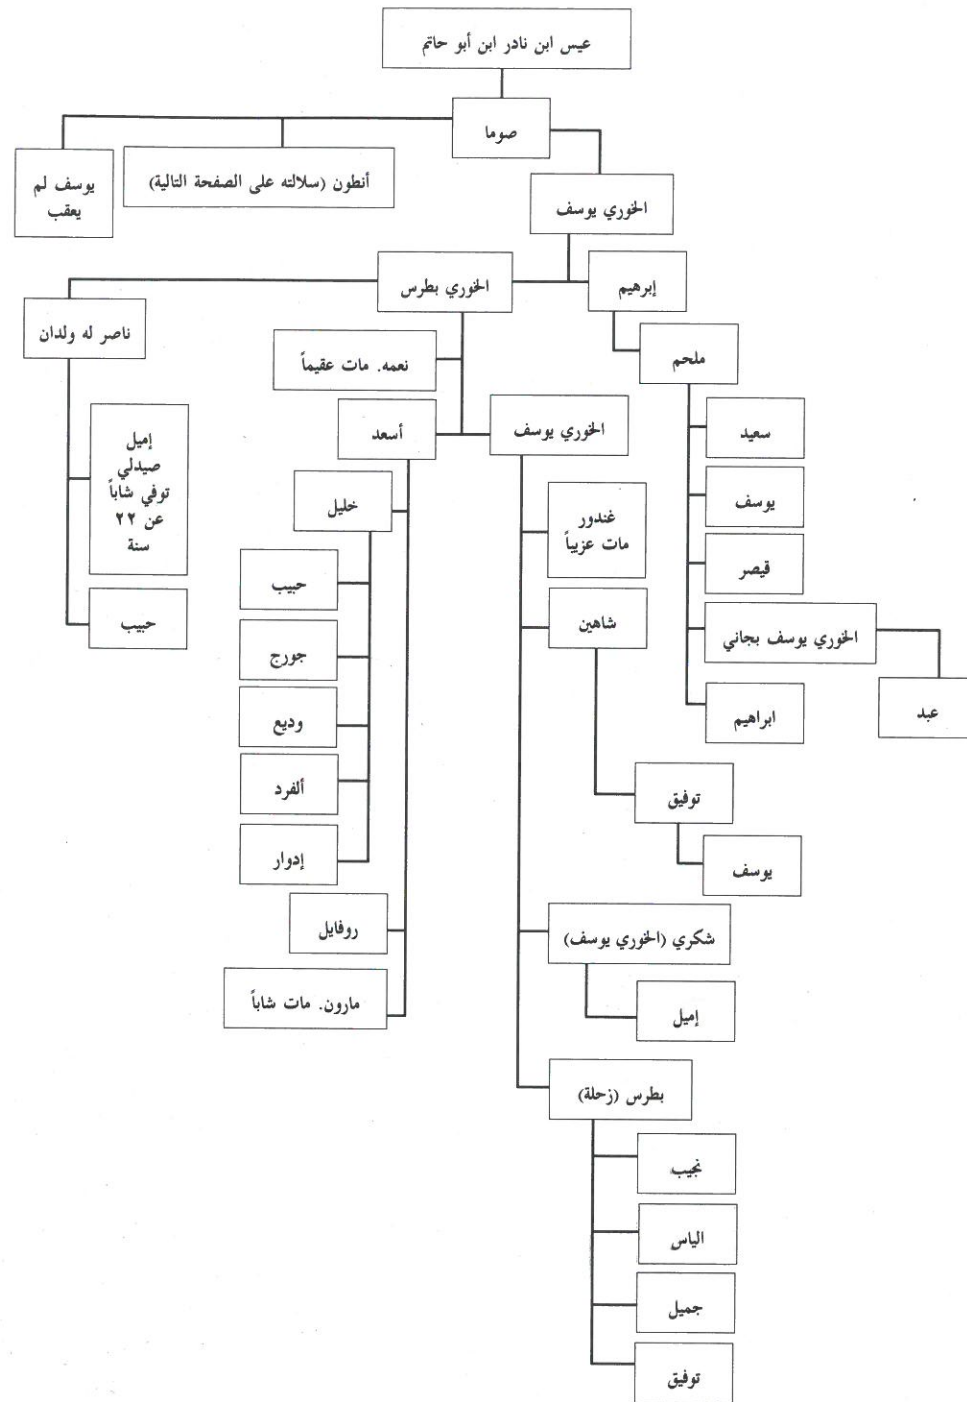 عيس ابن نادر ابن أبو حاتم
صوما
يوسف لم
يعقب
أنطون (سلالته على الصفحة التالية)
الخوري يوسف
الخوري بطرس
إبرهيم
ناصر له ولدان
إميل
صيدلي
توفي شاباً
عن ٢٢
سنة
حبيب
نعمه. مات عقيماً
أسعد
خليل
حبيب
جورج
وديع
ألفرد
إدوار
روفايل
مارون. مات شاباً
الخوري يوسف
غندور
مات عزيباً
شاهين
توفيق
يوسف
شكري (الخوري يوسف)
إميل
بطرس (زحلة)
نجيب
الياس
جميل
توفيق
ملحم
سعيد
يوسف
قيصر
الخوري يوسف بجاني
عبد
ابراهيم